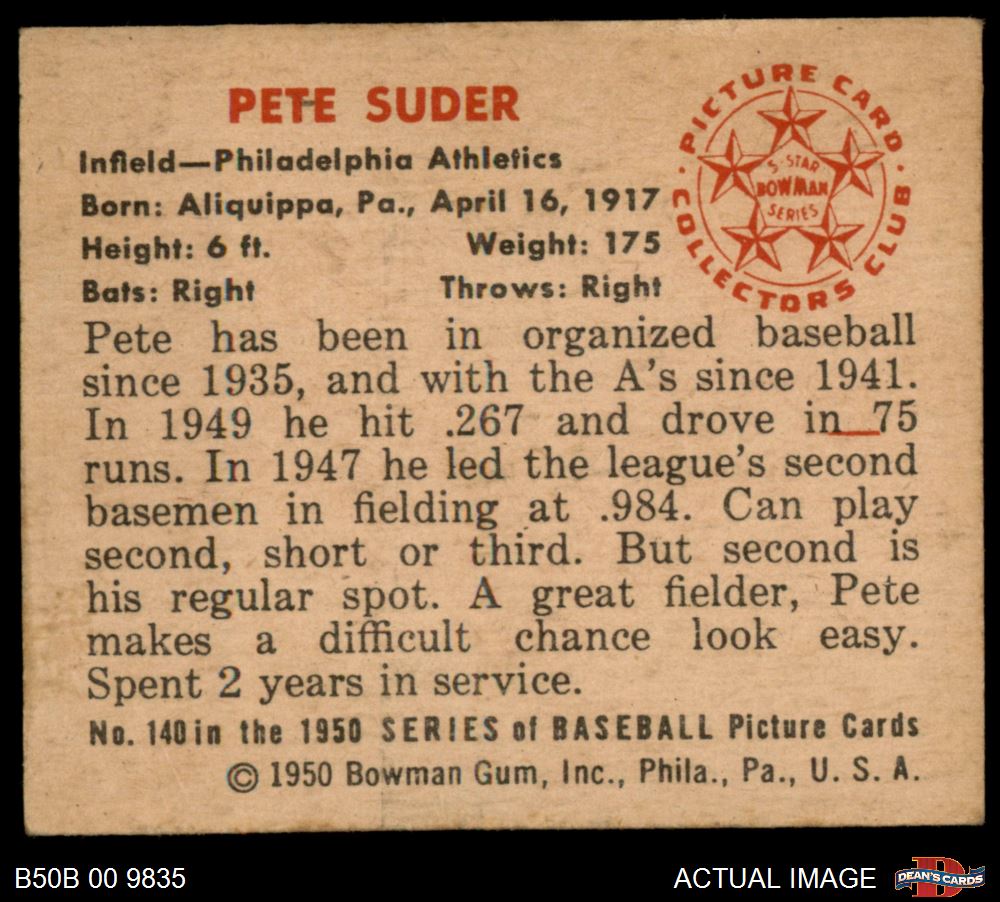 PETE SUDER
Infield—Philadelphia Athletics
Born: Aliquippa, Pa., April 16, 1917
Height: 6 ft. Weight: 175
Bats: Right Throws: Right
PICTURE CARD
COLLECTORS CLUB
5-STAR
BOWMAN
SERIES
Pete has been in organized baseball
since 1935, and with the A's since 1941.
In 1949 he hit .267 and drove in 75
runs. In 1947 he led the league's second
basemen in fielding at .984. Can play
second, short or third. But second is
his regular spot. A great fielder, Pete
makes a difficult chance look easy.
Spent 2 years in service.
No. 140 in the 1950 SERIES of BASEBALL Picture Cards
© 1950 Bowman Gum, Inc., Phila., Pa., U. S. A.
B50B 00 9835
ACTUAL IMAGE
D
DEAN'S CARDS